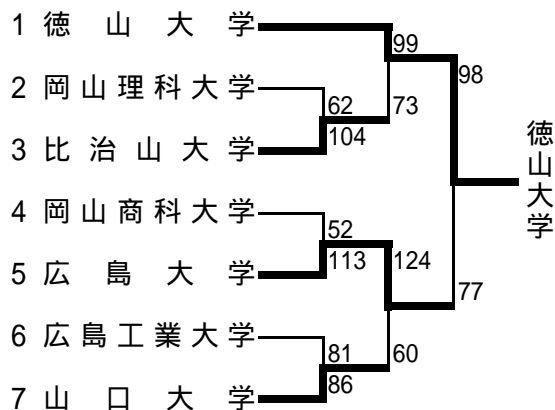 1 徳山大学
99
98
2 岡山理科大学
62
73
104
3 比治山大学
徳山大学
4 岡山商科大学
52
113
124
5 広島大学
77
6 広島工業大学
81
60
86
7 山口大学